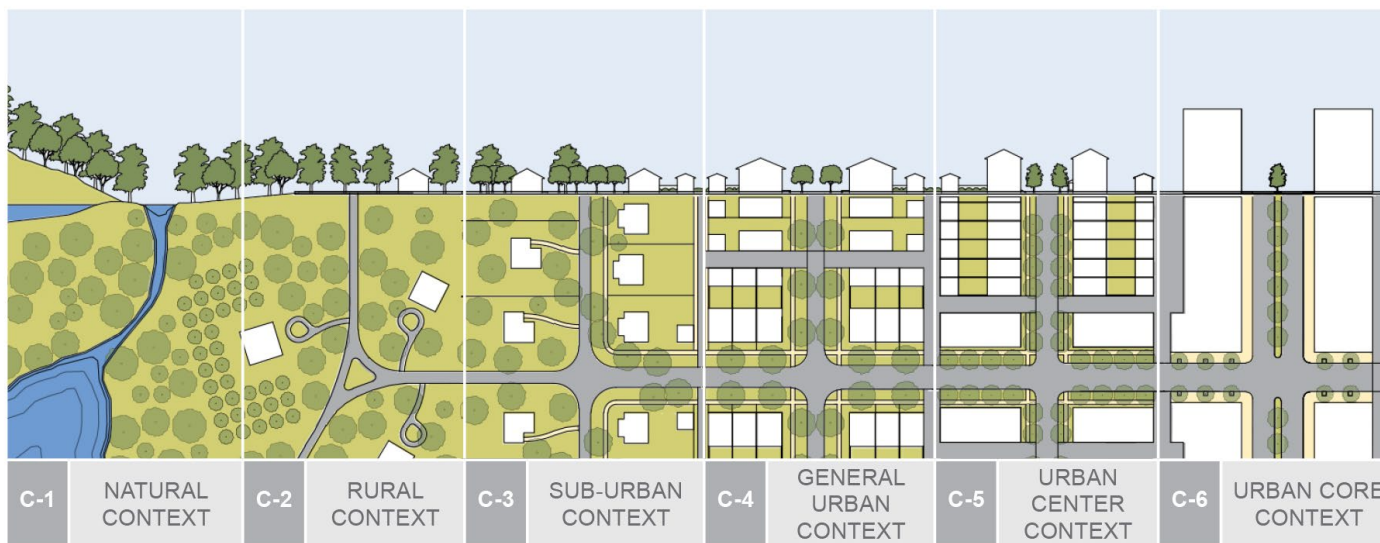 C-1
NATURAL
CONTEXT
C-2
RURAL
CONTEXT
C-3
SUB-URBAN
CONTEXT
C-4
GENERAL
URBAN
CONTEXT
C-5
URBAN
CENTER
CONTEXT
C-6
URBAN CORE
CONTEXT